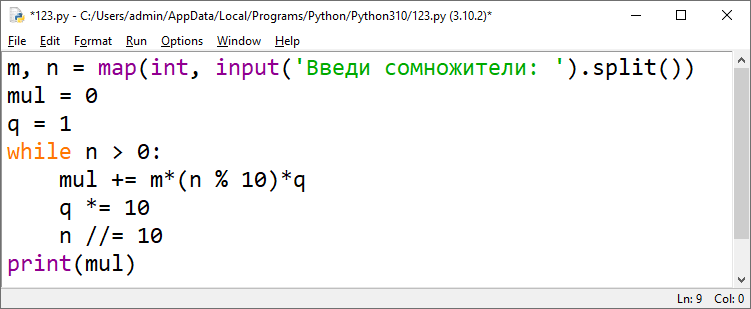 *123.py - C:/Users/admin/AppData/Local/Programs/Python/Python310/123.py (3.10.2)*
File Edit Format Run Options Window Help
m, n = map(int, input('Введи сомножители: ').split())
mul = 0
q = 1
while n > 0:
    mul += m*(n % 10)*q
    q *= 10
    n //= 10
print(mul)
Ln: 9 Col: 0